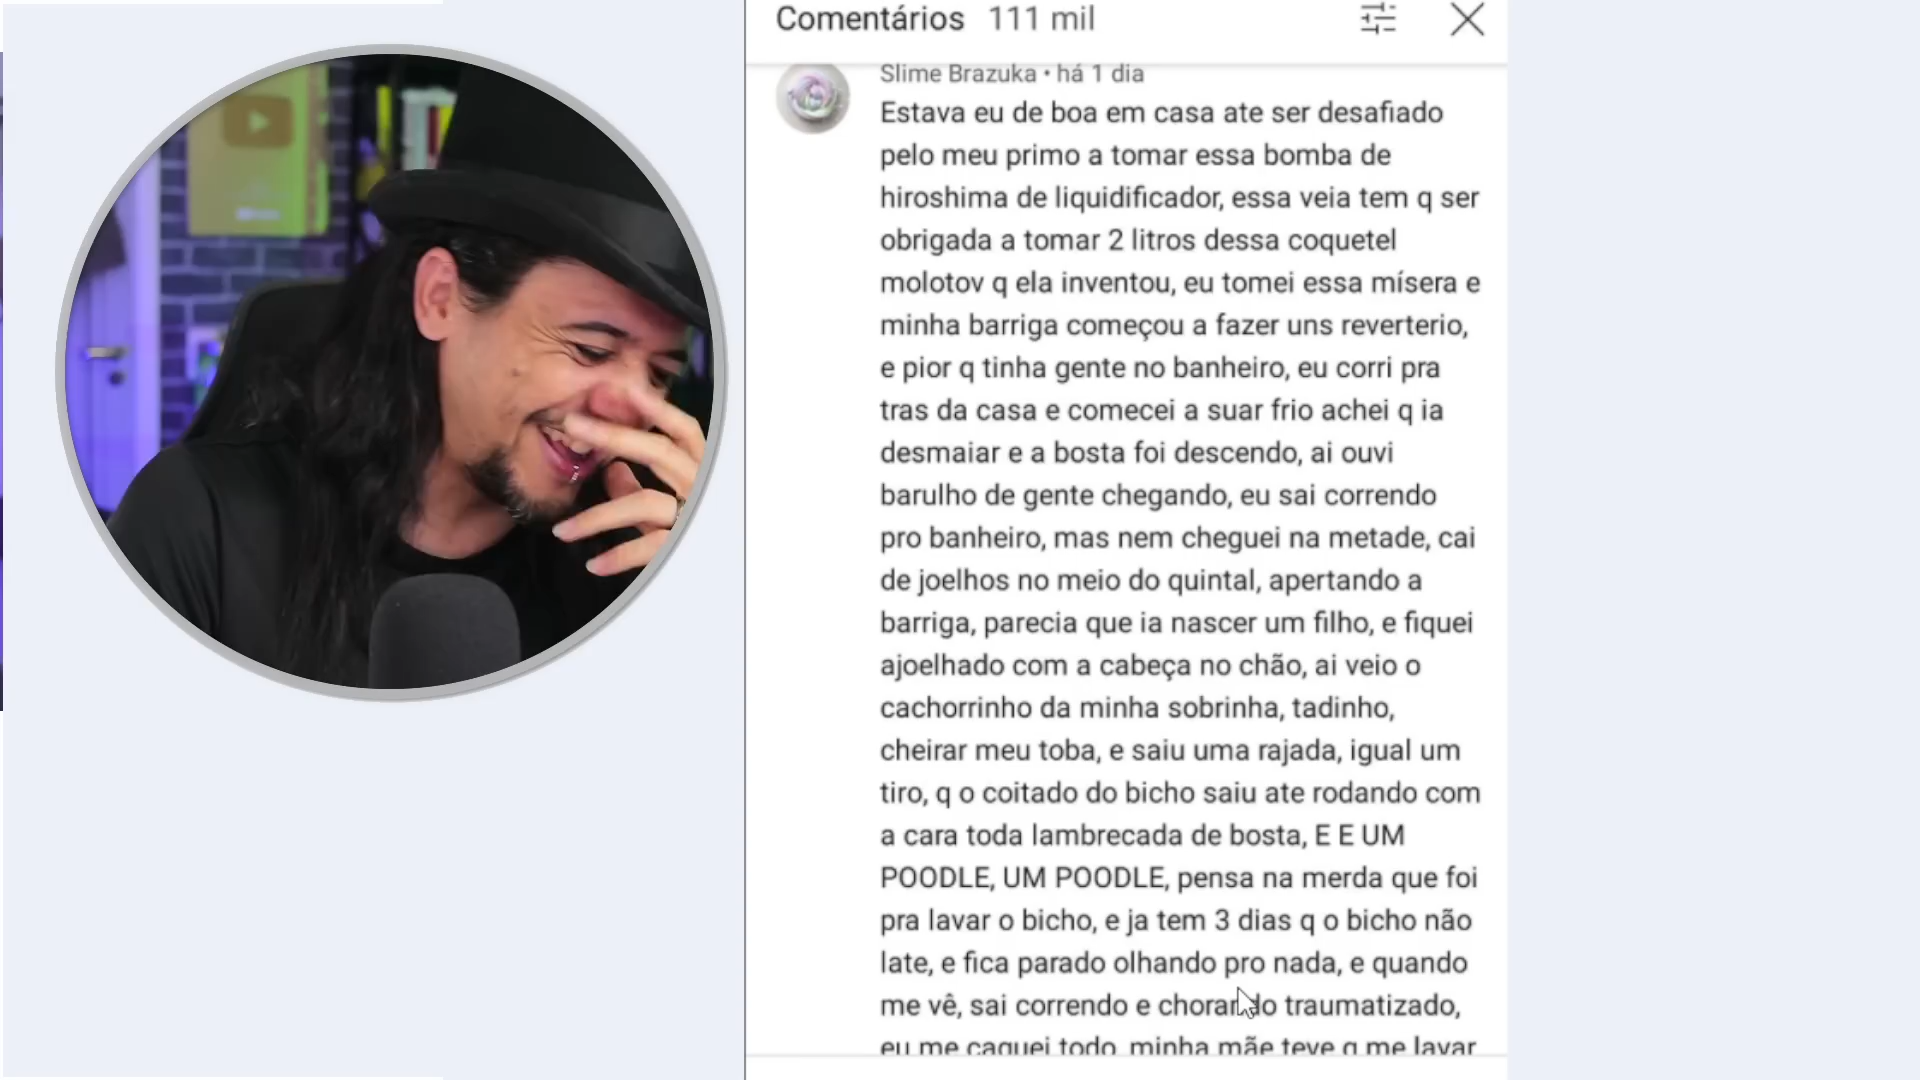 Comentários 111 mil
Slime Brazuka • há 1 dia
Estava eu de boa em casa ate ser desafiado
pelo meu primo a tomar essa bomba de
hiroshima de liquidificador, essa veia tem q ser
obrigada a tomar 2 litros dessa coquetel
molotov q ela inventou, eu tomei essa mísera e
minha barriga começou a fazer uns reverterio,
e pior q tinha gente no banheiro, eu corri pra
tras da casa e comecei a suar frio achei q ia
desmaiar e a bosta foi descendo, ai ouvi
barulho de gente chegando, eu sai correndo
pro banheiro, mas nem cheguei na metade, cai
de joelhos no meio do quintal, apertando a
barriga, parecia que ia nascer um filho, e fiquei
ajoelhado com a cabeça no chão, ai veio o
cachorrinho da minha sobrinha, tadinho,
cheirar meu toba, e saiu uma rajada, igual um
tiro, q o coitado do bicho saiu ate rodando com
a cara toda lambrecada de bosta, E E UM
POODLE, UM POODLE, pensa na merda que foi
pra lavar o bicho, e ja tem 3 dias q o bicho não
late, e fica parado olhando pro nada, e quando
me vê, sai correndo e chorando traumatizado,
eu me caguei todo, minha mãe teve q me lavar